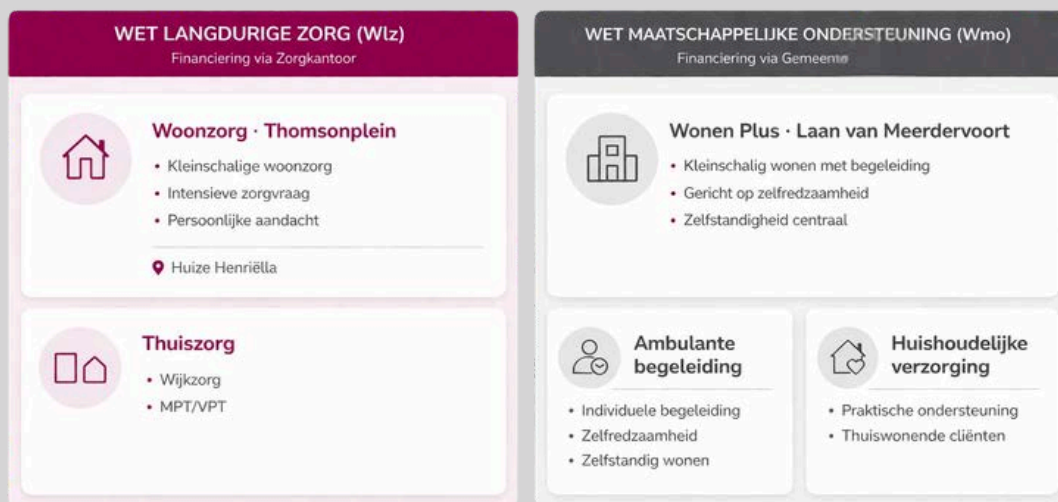 WET LANGDURIGE ZORG (Wlz)
Financiering via Zorgkantoor
Woonzorg · Thomsonplein
• Kleinschalige woonzorg
• Intensieve zorgvraag
• Persoonlijke aandacht
Huize Henriëlla
Thuiszorg
• Wijkzorg
• MPT/VPT
WET MAATSCHAPPELIJKE ONDERSTEUNING (Wmo)
Financiering via
Wonen Plus · Laan van Meerdervoort
• Kleinschalig wonen met begeleiding
• Gericht op zelfredzaamheid
• Zelfstandigheid centraal
Ambulante
begeleiding
• Individuele begeleiding
• Zelfredzaamheid
• Zelfstandig wonen
Huishoudelijke
verzorging
• Praktische ondersteuning
• Thuiswonende cliënten